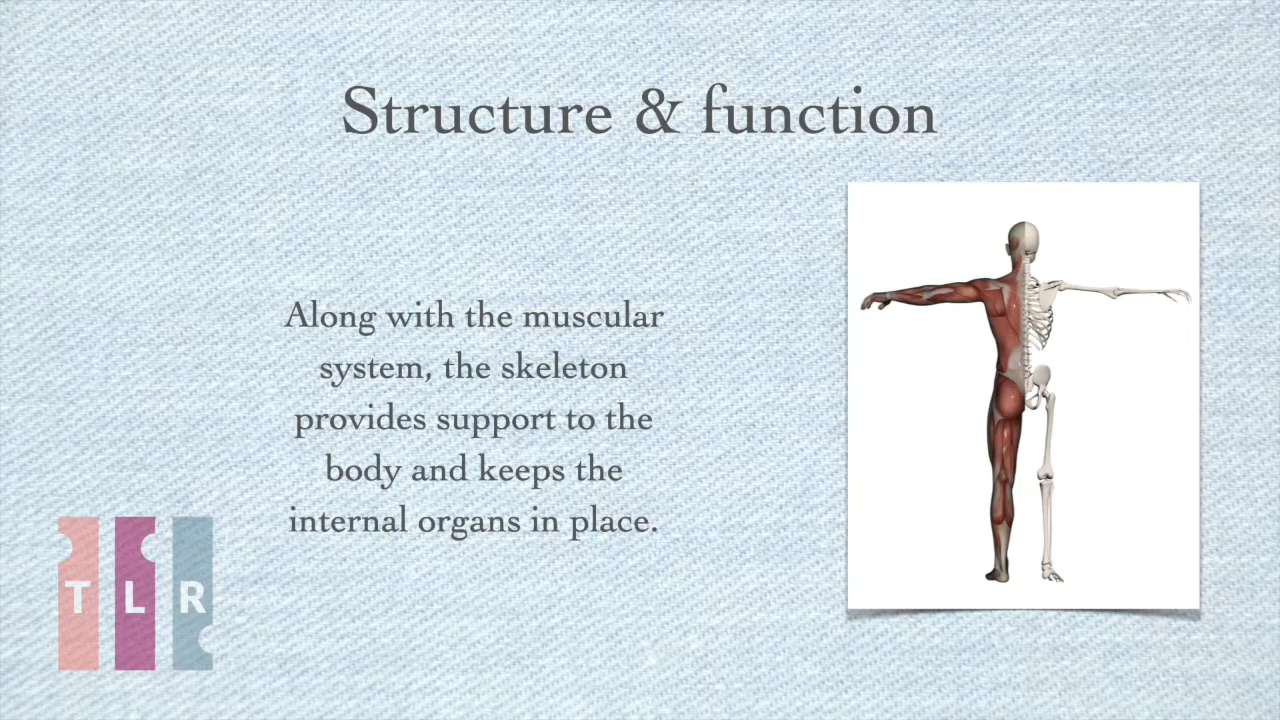 Structure & function
Along with the muscular
system, the skeleton
provides support to the
body and keeps the
internal organs in place.
T L R